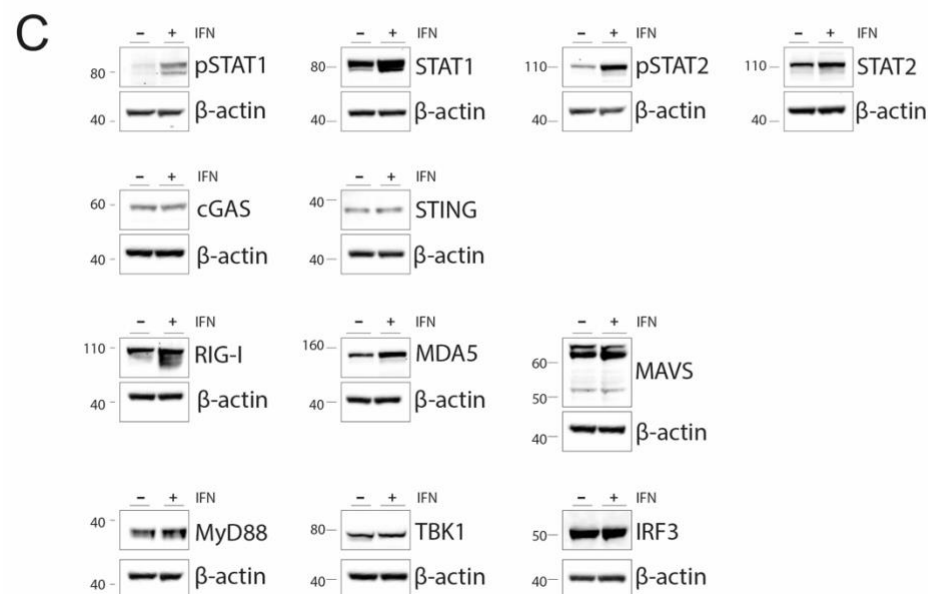 C
– + IFN – + IFN – + IFN – + IFN
80 - pSTAT1 80– STAT1 110– pSTAT2 110 – STAT2
40 - β-actin 40– β-actin 40– β-actin 40 – β-actin
– + IFN – + IFN
60 - cGAS 40– STING
40 - β-actin 40– β-actin
– + IFN – + IFN – + IFN
110 - RIG-I 160– MDA5 60– MAVS
50–
40 - β-actin 40– β-actin 40– β-actin
– + IFN – + IFN – + IFN
40 - MyD88 80– TBK1 50– IRF3
40 - β-actin 40– β-actin 40– β-actin